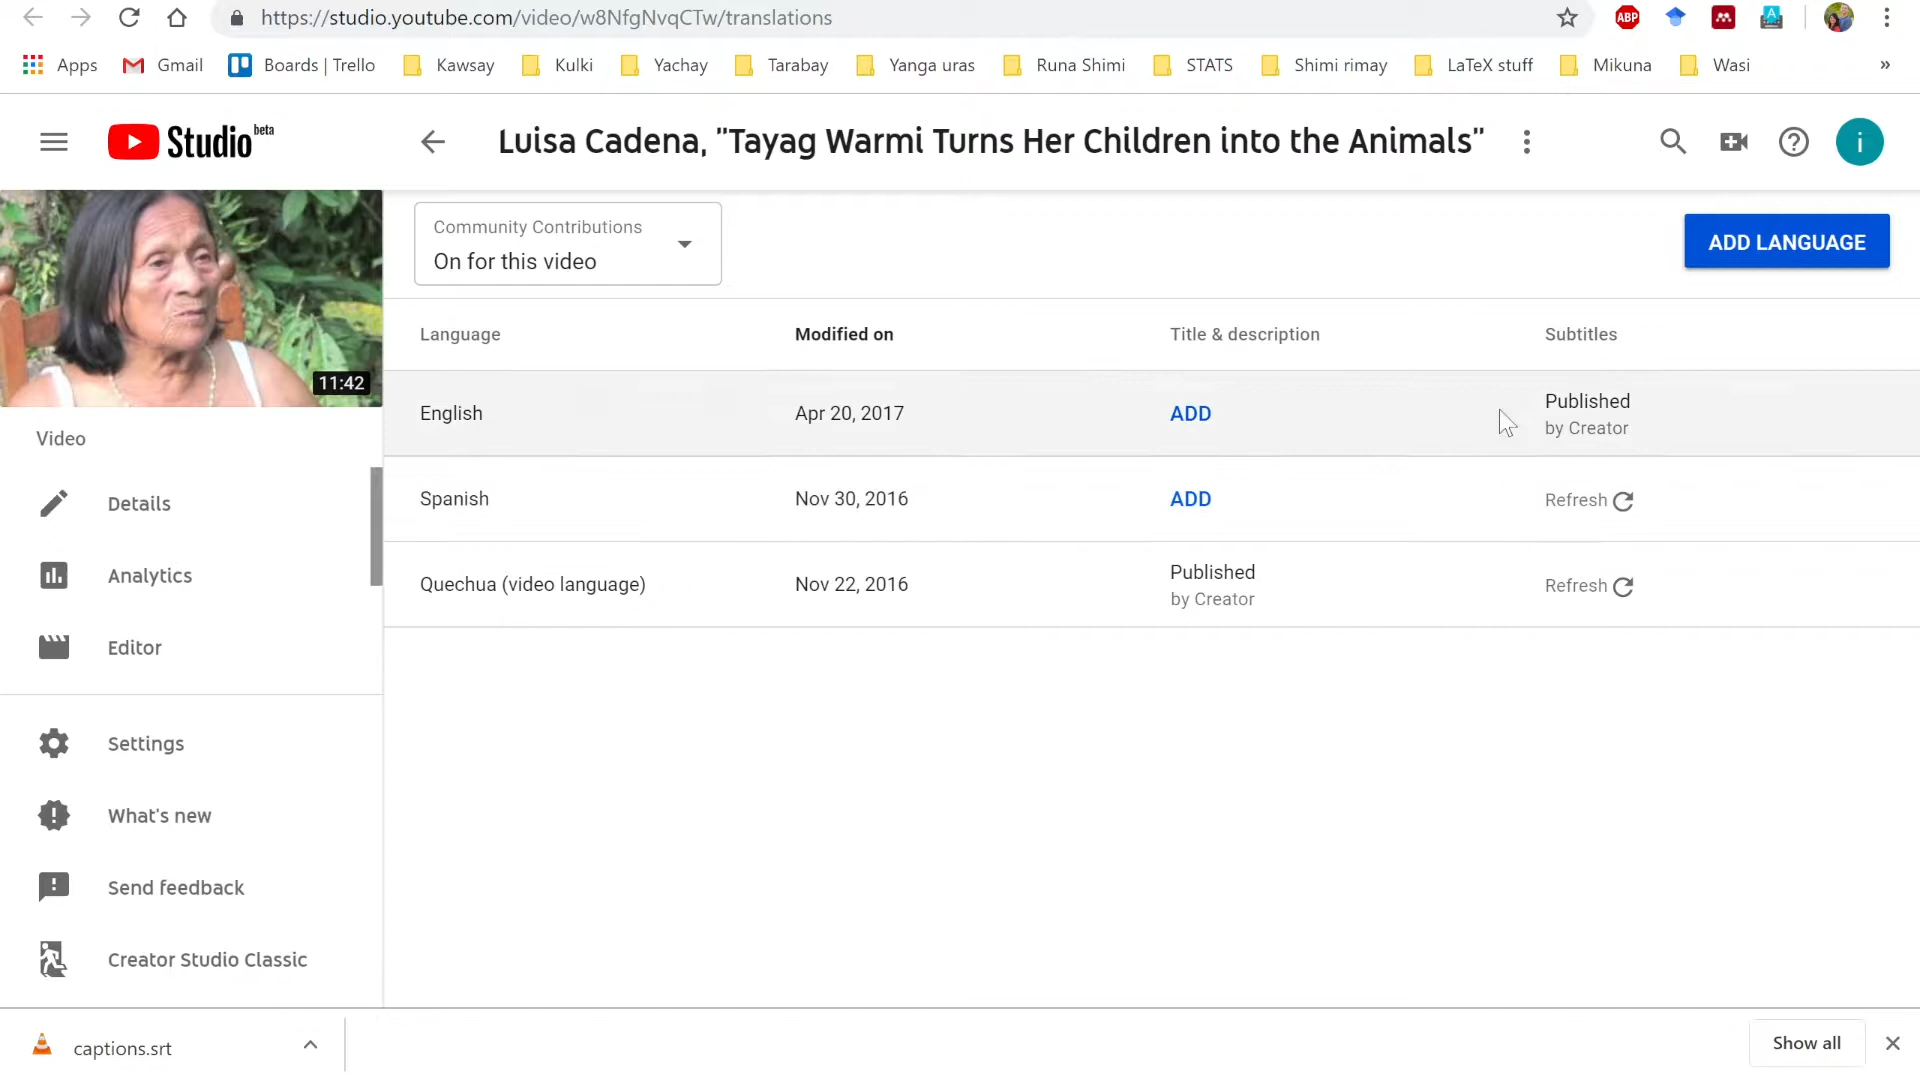 https://studio.youtube.com/video/w8NfgNvqCTw/translations
ABP
Apps Gmail Boards | Trello Kawsay Kulki Yachay Tarabay Yanga uras Runa Shimi STATS Shimi rimay LaTeX stuff Mikuna Wasi »
Studio beta
Luisa Cadena, "Tayag Warmi Turns Her Children into the Animals"
i
Community Contributions
On for this video
ADD LANGUAGE
Language Modified on Title & description Subtitles
English Apr 20, 2017 ADD Published
by Creator
Spanish Nov 30, 2016 ADD Refresh
Quechua (video language) Nov 22, 2016 Published Refresh
by Creator
11:42
Video
Details
Analytics
Editor
Settings
What's new
Send feedback
Creator Studio Classic
captions.srt
Show all